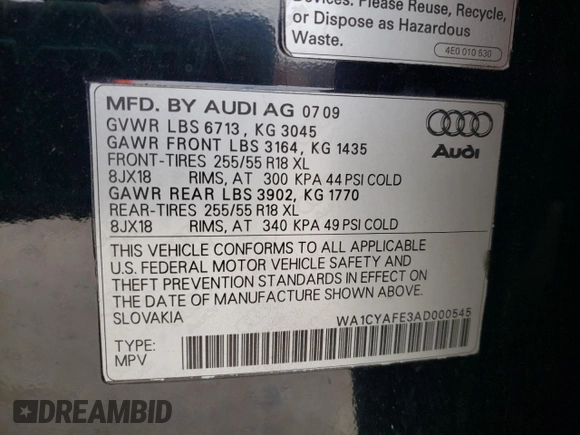 Devices. Please Reuse, Recycle,
or Dispose as Hazardous
Waste.
4E0 010 530
MFD. BY AUDI AG 07 09
GVWR LBS 6713, KG 3045
GAWR FRONT LBS 3164, KG 1435
FRONT-TIRES 255/55 R18 XL
8JX18 RIMS, AT 300 KPA 44 PSI COLD
GAWR REAR LBS 3902, KG 1770
REAR-TIRES 255/55 R18 XL
8JX18 RIMS, AT 340 KPA 49 PSI COLD
Audi
THIS VEHICLE CONFORMS TO ALL APPLICABLE
U.S. FEDERAL MOTOR VEHICLE SAFETY AND
THEFT PREVENTION STANDARDS IN EFFECT ON
THE DATE OF MANUFACTURE SHOWN ABOVE.
SLOVAKIA
WA1CYAFE3AD000545
TYPE:
MPV
DREAMBID